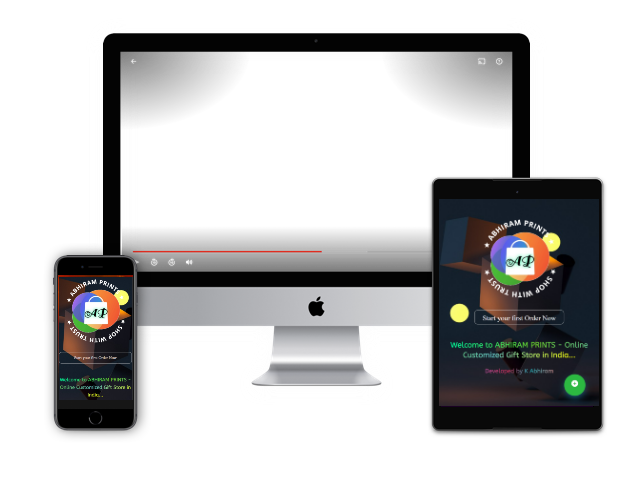 ★ ABHIRAM PRINT
★ SHOP WITH TRUST
AP
Start your first Order Now
Welcome to ABHIRAM PRINTS – Online
Customized Gift Store in India...
Developed by K Abhiram
★ ABHIRAM PRINT
★ SHOP WITH TRUST
AP
Start your first Order Now
Welcome to ABHIRAM PRINTS –
Online Customized Gift Store in
India...